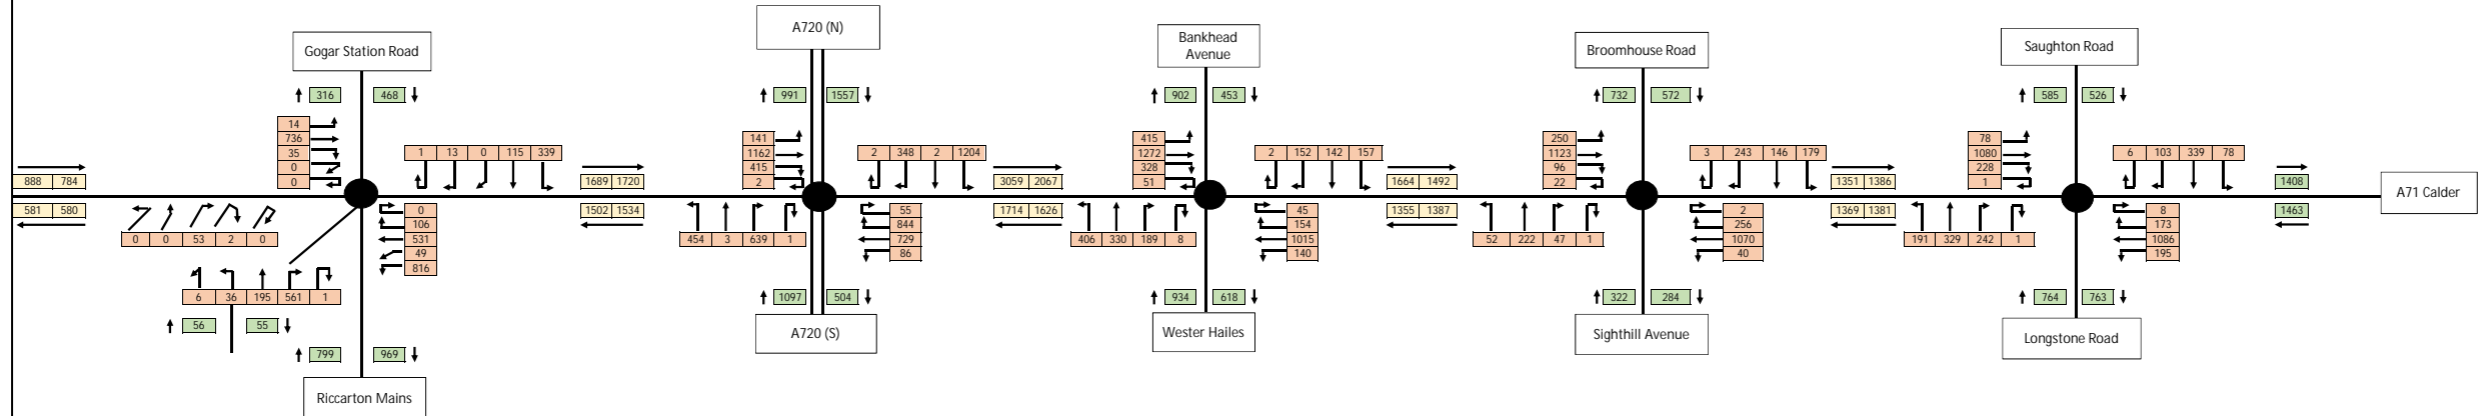 A720 (N)
Bankhead
Avenue
Gogar Station Road
Broomhouse Road
Saughton Road
316 468
991 1557
902 453
732 572
585 526
14
736
35
0
0
1 13 0 115 339
141
1162
415
2
2 348 2 1204
415
1272
328
51
2 152 142 157
250
1123
96
22
3 243 146 179
78
1080
228
1
6 103 339 78
888 784
1689 1720
3059 2067
1664 1492
1351 1386
1408
A71 Calder
581 580
1502 1534
1714 1626
1355 1387
1369 1381
1463
0 0 53 2 0
0
106
531
49
816
454 3 639 1
55
844
729
86
406 330 189 8
45
154
1015
140
52 222 47 1
2
256
1070
40
191 329 242 1
8
173
1086
195
6 36 195 561 1
56 55
1097 504
934 618
322 284
764 763
A720 (S)
Wester Hailes
Sighthill Avenue
Longstone Road
799 969
Riccarton Mains